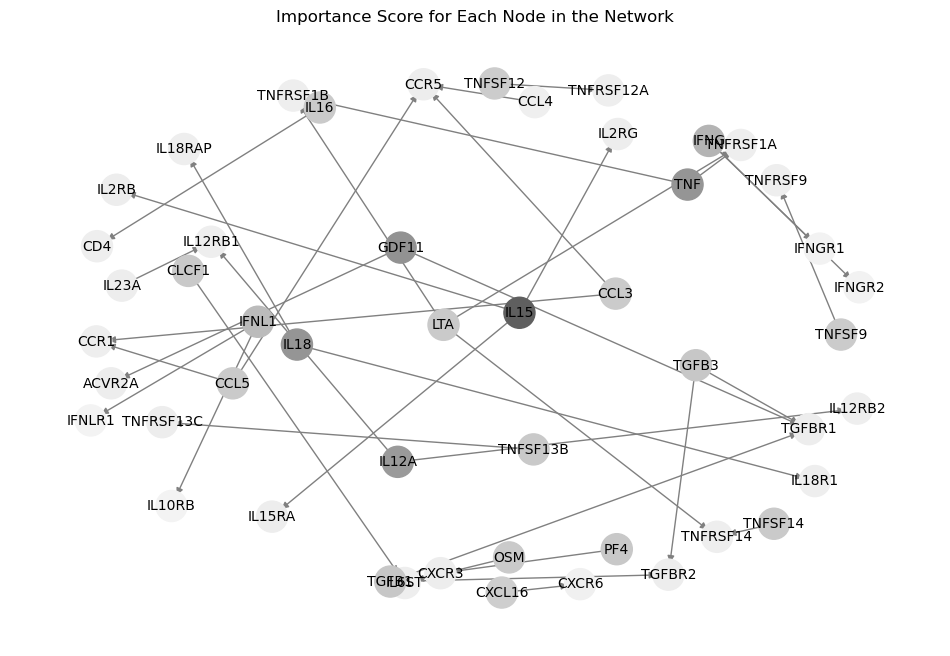 Importance Score for Each Node in the Network
CCR5
TNFSF12
TNFRSF12A
TNFRSF1B
IL16
CCL4
IL2RG
IFNG
TNFRSF1A
IL18RAP
TNF
TNFRSF9
IL2RB
CD4
IL12RB1
GDF11
IFNGR1
CLCF1
IL23A
IFNGR2
CCL3
IL15
IFNL1
LTA
TNFSF9
CCR1
IL18
TGFB3
ACVR2A
CCL5
IL12RB2
IFNLR1
TNFRSF13C
TGFBR1
TNFSF13B
IL12A
IL18R1
IL10RB
IL15RA
TNFSF14
TNFRSF14
PF4
OSM
CXCR3
TGFBR2
TGFB1
IL6ST
CXCR6
CXCL16